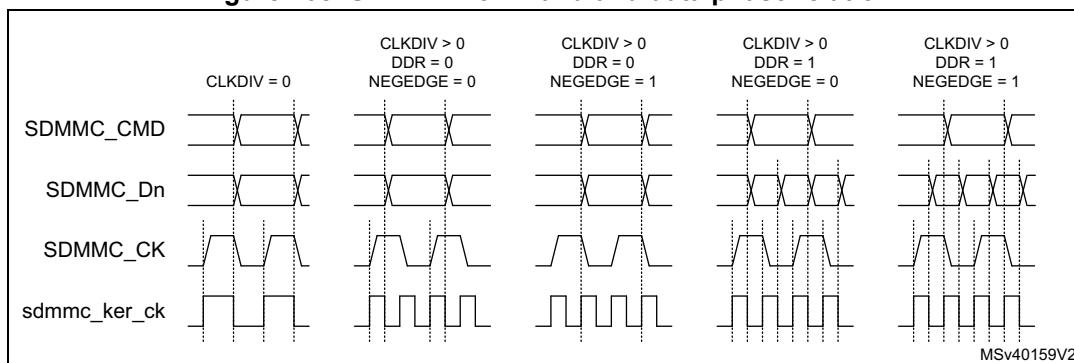 CLKDIV = 0
CLKDIV > 0
DDR = 0
NEGEDGE = 0
CLKDIV > 0
DDR = 0
NEGEDGE = 1
CLKDIV > 0
DDR = 1
NEGEDGE = 0
CLKDIV > 0
DDR = 1
NEGEDGE = 1
SDMMC_CMD
SDMMC_Dn
SDMMC_CK
sdmmc_ker_ck
MSv40159V2